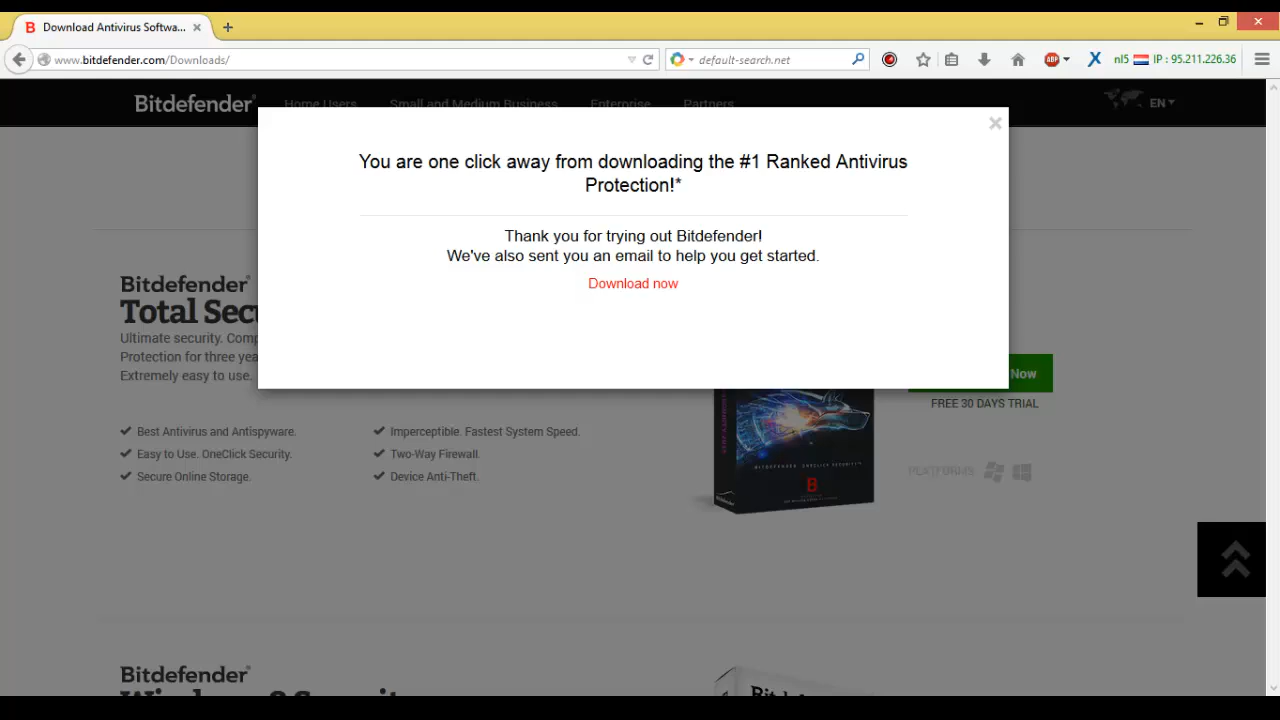 Download Antivirus Softwa...
www.bitdefender.com/Downloads/
default-search.net
ABP
nl5
IP : 95.211.226.36
Bitdefender
Home Users
Small and Medium Business
Enterprise
Partners
EN
You are one click away from downloading the #1 Ranked Antivirus
Protection!*
Thank you for trying out Bitdefender!
We've also sent you an email to help you get started.
Download now
Bitdefender
Total Sec
Ultimate security. Comp
Protection for three yea
Extremely easy to use.
Now
FREE 30 DAYS TRIAL
Best Antivirus and Antispyware.
Imperceptible. Fastest System Speed.
Easy to Use. OneClick Security.
Two-Way Firewall.
Secure Online Storage.
Device Anti-Theft.
PLATFORMS
BITDEFENDER ONECLICK SECURITY
Bitdefender